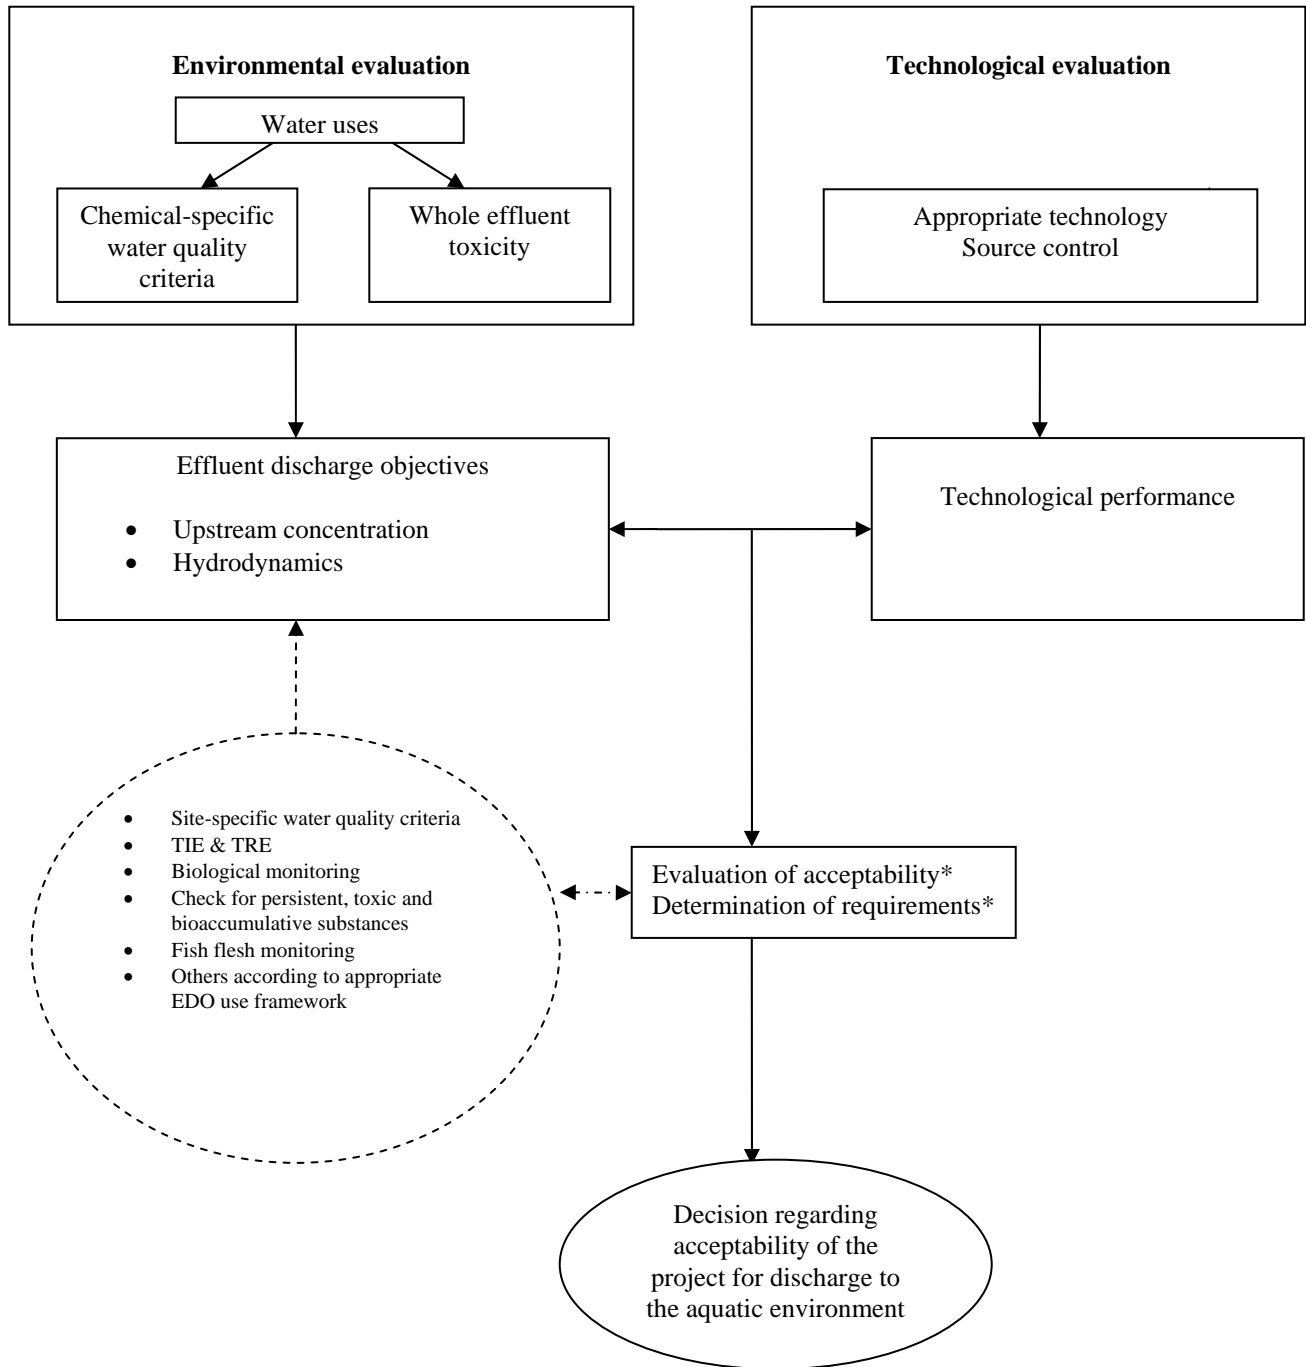 Environmental evaluation
Water uses
Chemical-specific
water quality
criteria
Whole effluent
toxicity
Technological evaluation
Appropriate technology
Source control
Effluent discharge objectives
• Upstream concentration
• Hydrodynamics
Technological performance
• Site-specific water quality criteria
• TIE & TRE
• Biological monitoring
• Check for persistent, toxic and
bioaccumulative substances
• Fish flesh monitoring
• Others according to appropriate
EDO use framework
Evaluation of acceptability*
Determination of requirements*
Decision regarding
acceptability of the
project for discharge to
the aquatic environment